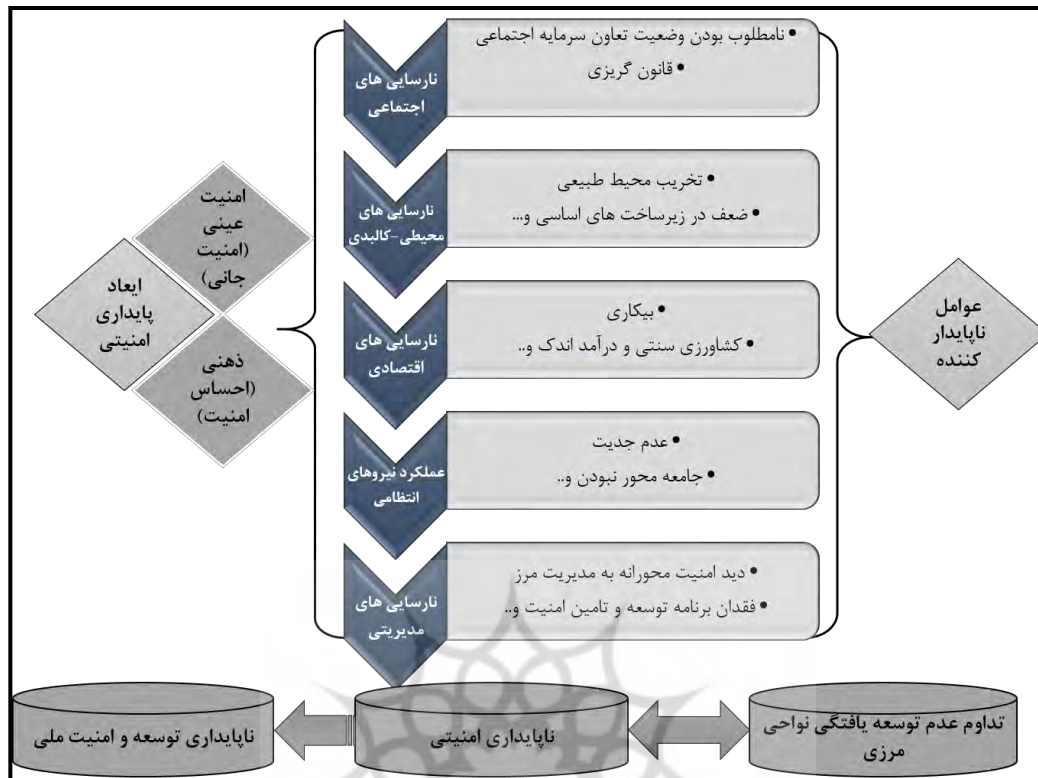 عوامل
ناپایدار
کننده
نامطلوب بودن وضعیت تعاون سرمایه اجتماعی
قانون گریزی
نارسایی های
اجتماعی
تخریب محیط طبیعی
ضعف در زیرساخت های اساسی و...
نارسایی های
محیطی-کالبدی
بیکاری
کشاورزی سنتی و درآمد اندک و..
نارسایی های
اقتصادی
عدم جدیت
جامعه محور نبودن و..
عملکرد نیروهای
انتظامی
دید امنیت محورانه به مدیریت مرز
فقدان برنامه توسعه و تامین امنیت و..
نارسایی های
مدیریتی
امنیت
عینی
(امنیت
جانی)
ذهنی
(احساس
امنیت)
ابعاد
پایداری
امنیتی
تداوم عدم توسعه یافتگی نواحی
مرزی
ناپایداری امنیتی
ناپایداری توسعه و امنیت ملی